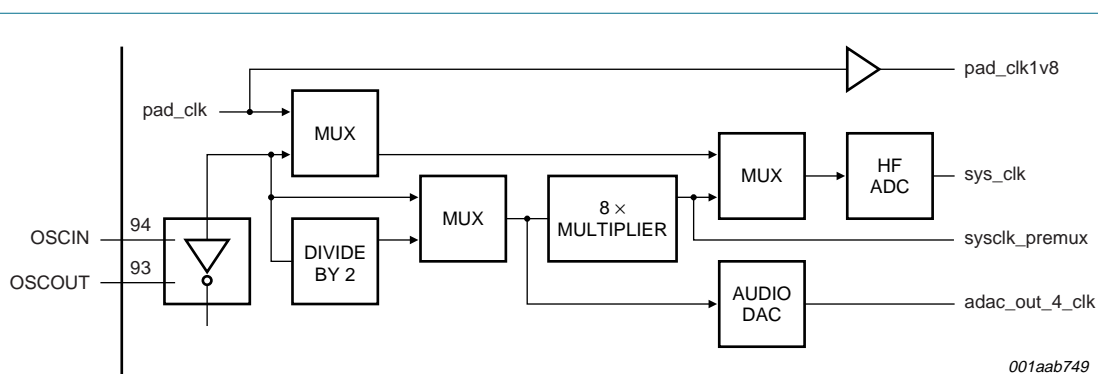 pad_clk1v8
pad_clk
MUX
MUX
HF
ADC
sys_clk
MUX
8 ×
MULTIPLIER
OSCIN
94
OSCOUT
93
DIVIDE
BY 2
sysclk_premux
AUDIO
DAC
adac_out_4_clk
001aab749